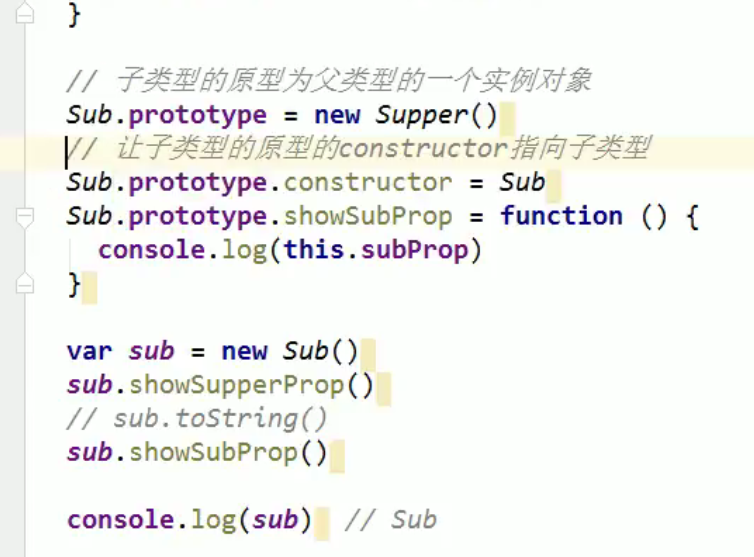 }
// 子类型的原型为父类型的一个实例对象
Sub.prototype = new Supper()
// 让子类型的原型的constructor指向子类型
Sub.prototype.constructor = Sub
Sub.prototype.showSubProp = function () {
console.log(this.subProp)
}
var sub = new Sub()
sub.showSupperProp()
// sub.toString()
sub.showSubProp()
console.log(sub) // Sub